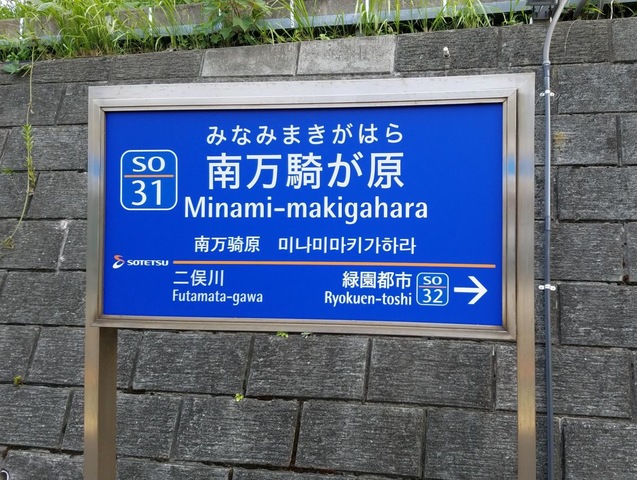 みなみまきがはら
SO
31
南万騎が原
Minami-makigahara
南万骑原 미나미마키가하라
SOTETSU
二俣川
Futamata-gawa
緑園都市
Ryokuen-toshi
SO
32